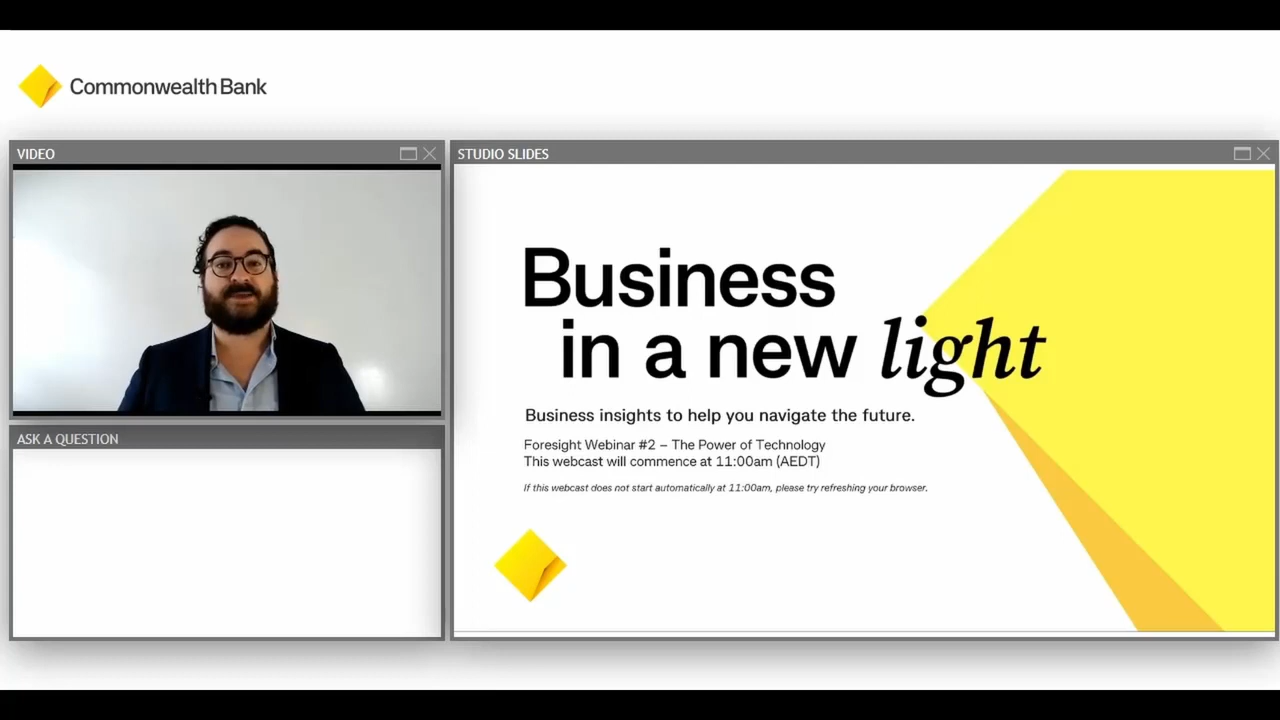 CommonwealthBank
VIDEO
ASK A QUESTION
STUDIO SLIDES
Business
in a new light
Business insights to help you navigate the future.
Foresight Webinar #2 – The Power of Technology
This webcast will commence at 11:00am (AEDT)
If this webcast does not start automatically at 11:00am, please try refreshing your browser.